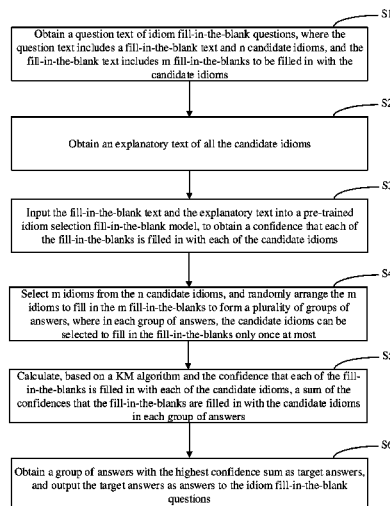 S1
Obtain a question text of idiom fill-in-the-blank questions, where the
question text includes a fill-in-the-blank text and n candidate idioms, and the
fill-in-the-blank text includes m fill-in-the-blanks to be filled in with the
candidate idioms
S2
Obtain an explanatory text of all the candidate idioms
S3
Input the fill-in-the-blank text and the explanatory text into a pre-trained
idiom selection fill-in-the-blank model, to obtain a confidence that each of
the fill-in-the-blanks is filled in with each of the candidate idioms
S4
Select m idioms from the n candidate idioms, and randomly arrange the m
idioms to fill in the m fill-in-the-blanks to form a plurality of groups of
answers, where in each group of answers, the candidate idioms can be
selected to fill in the fill-in-the-blanks only once at most
S5
Calculate, based on a KM algorithm and the confidence that each of the fill-
in-the-blanks is filled in with each of the candidate idioms, a sum of the
confidences that the fill-in-the-blanks are filled in with the candidate idioms
in each group of answers
S6
Obtain a group of answers with the highest confidence sum as target answers,
and output the target answers as answers to the idiom fill-in-the-blank
questions